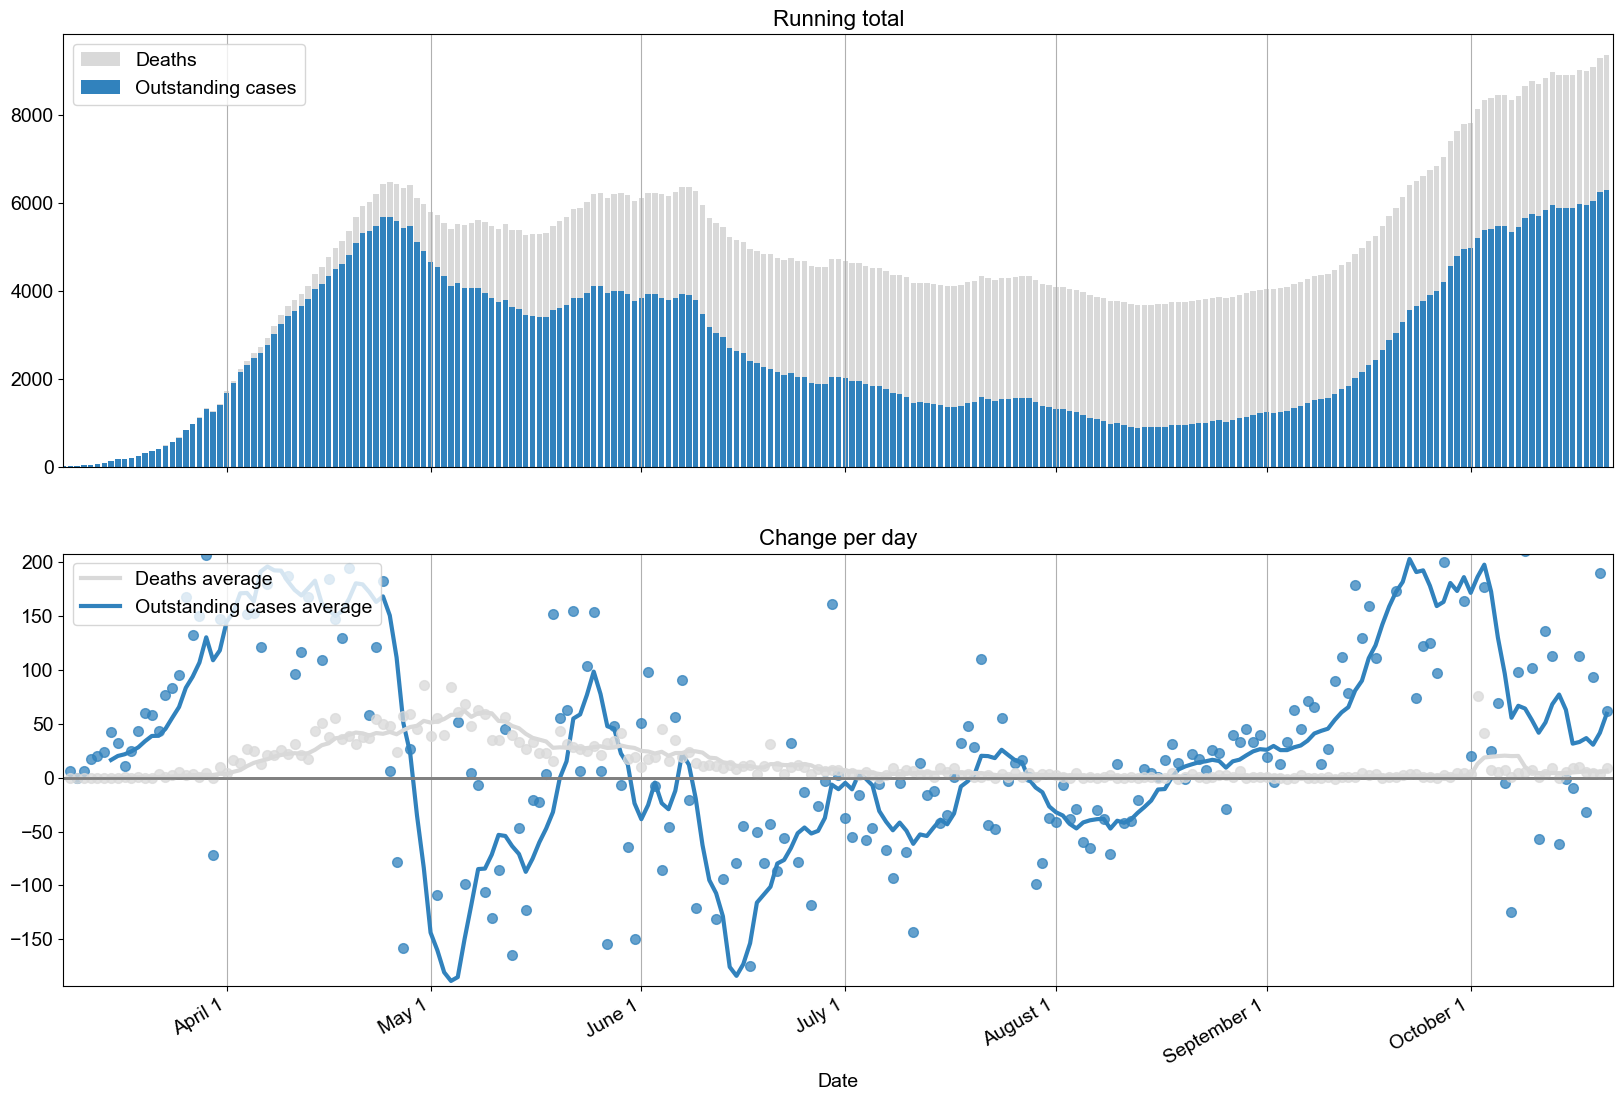 Running total
Deaths
Outstanding cases
8000
6000
4000
2000
0
Change per day
Deaths average
Outstanding cases average
200
150
100
50
0
−50
−100
−150
April 1
May 1
June 1
July 1
August 1
September 1
October 1
Date